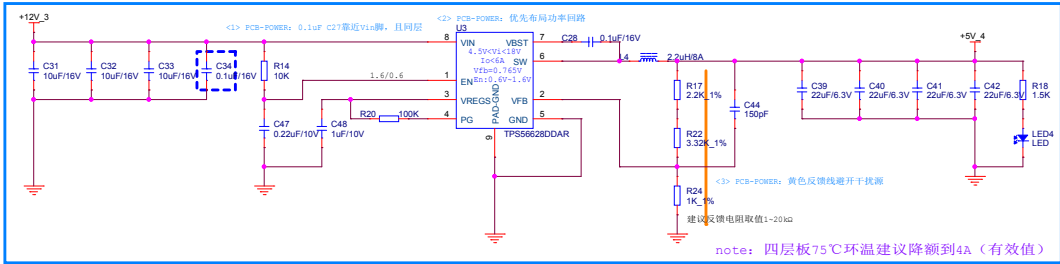 +12V_3
<1> PCB-POWER: 0.1uF C27靠近Vin脚,且同层
<2> PCB-POWER: 优先布局功率回路
+5V_4
U3
C28
0.1uF/16V
8
VIN
VBST
7
4.5V<Vi<18V
Io<6A
Vfb=0.765V
En:0.6V-1.6V
SW
6
L4
2.2uH/8A
C31
10uF/16V
C32
10uF/16V
C33
10uF/16V
C34
0.1uF/16V
R14
10K
1.6/0.6
1
EN
3
VREGS
VFB
2
4
PG
GND
5
PAD-GND
9
TPS56628DDAR
R20
100K
C47
0.22uF/10V
C48
1uF/10V
R17
2.2K_1%
R22
3.32K_1%
C44
150pF
R24
1K_1%
C39
22uF/6.3V
C40
22uF/6.3V
C41
22uF/6.3V
C42
22uF/6.3V
R18
1.5K
LED4
LED
<3> PCB-POWER: 黄色反馈线避开干扰源
建议反馈电阻取值1~20kΩ
note: 四层板75℃环温建议降额到4A(有效值)